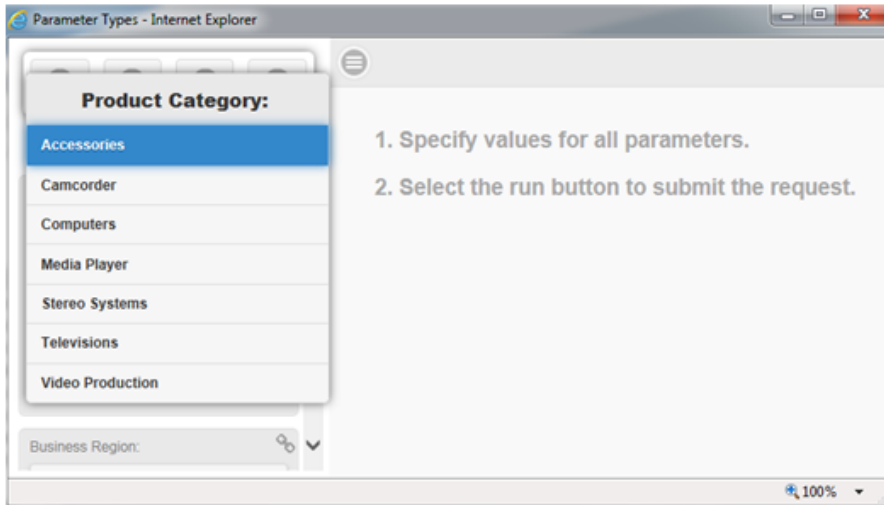 Parameter Types - Internet Explorer
Product Category:
Accessories
Camcorder
Computers
Media Player
Stereo Systems
Televisions
Video Production
Business Region:
1. Specify values for all parameters.
2. Select the run button to submit the request.
100%